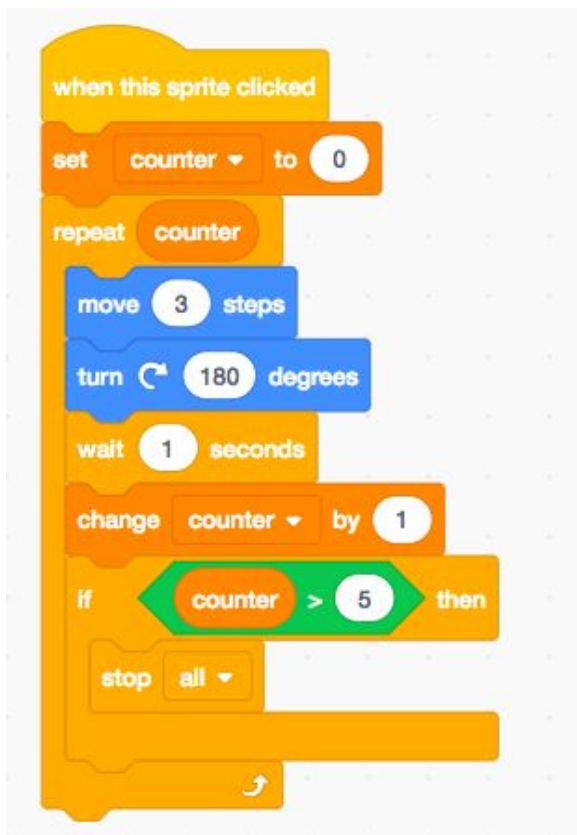 when this sprite clicked
set counter to 0
repeat counter
move 3 steps
turn 180 degrees
wait 1 seconds
change counter by 1
if counter > 5 then
stop all